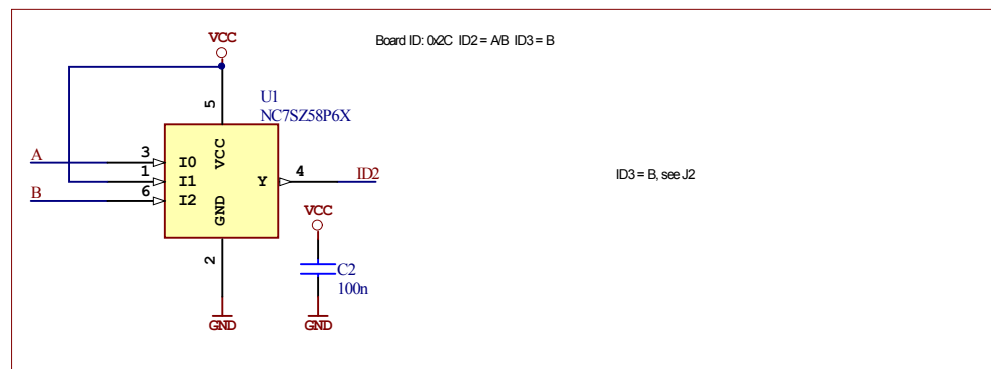 VCC
Board ID: 0x2C ID2 = A/B ID3 = B
U1
NC7SZ58P6X
5
VCC
A
3
I0
1
I1
Y
4
ID2
B
6
I2
GND
ID3 = B, see J2
VCC
2
C2
100n
GND
GND